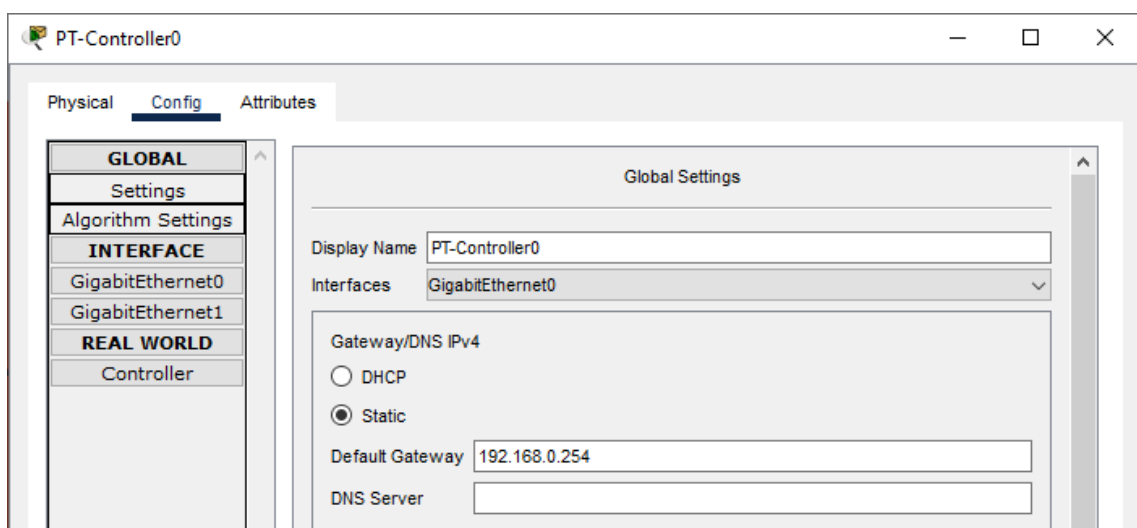 PT-Controller0
Physical Config Attributes
GLOBAL
Settings
Algorithm Settings
INTERFACE
GigabitEthernet0
GigabitEthernet1
REAL WORLD
Controller
Global Settings
Display Name PT-Controller0
Interfaces GigabitEthernet0
Gateway/DNS IPv4
DHCP
Static
Default Gateway 192.168.0.254
DNS Server